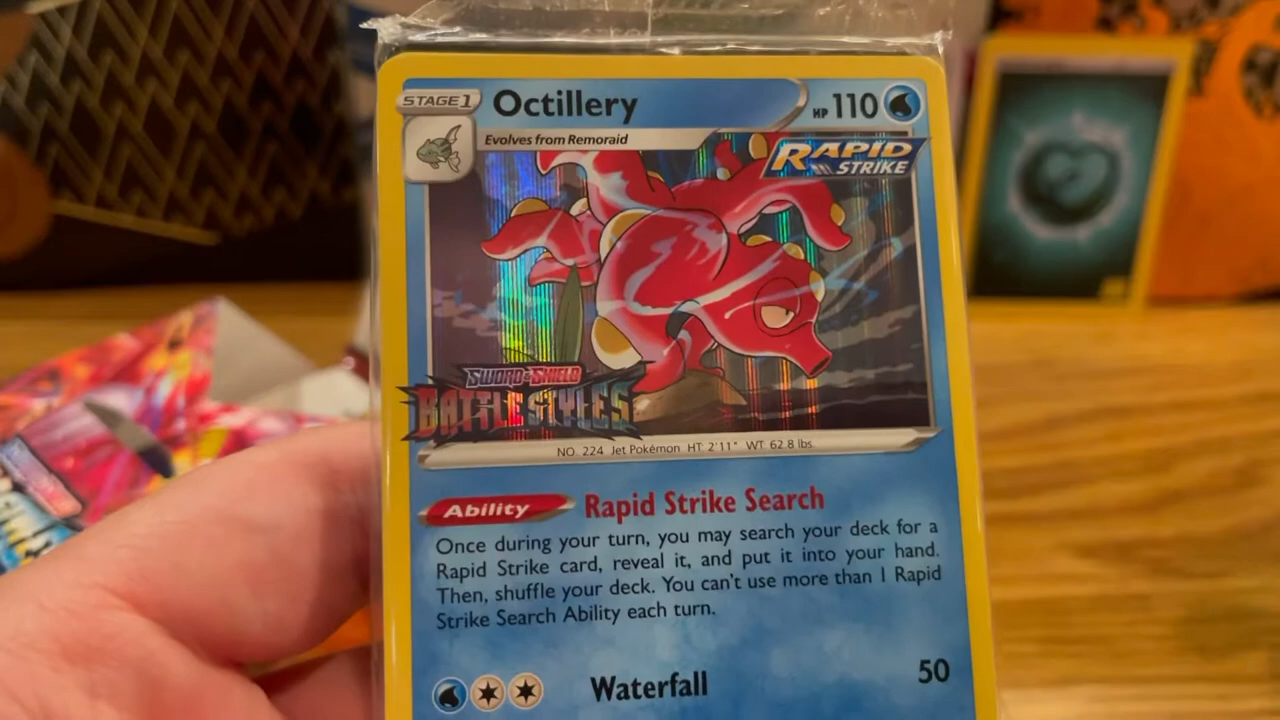 STAGE 1
Octillery
HP 110
Evolves from Remoraid
RAPID
STRIKE
SWORD & SHIELD
BATTLE STYLES
NO. 224 Jet Pokémon HT: 2'11" WT: 62.8 lbs.
Ability Rapid Strike Search
Once during your turn, you may search your deck for a
Rapid Strike card, reveal it, and put it into your hand.
Then, shuffle your deck. You can't use more than 1 Rapid
Strike Search Ability each turn.
Waterfall 50